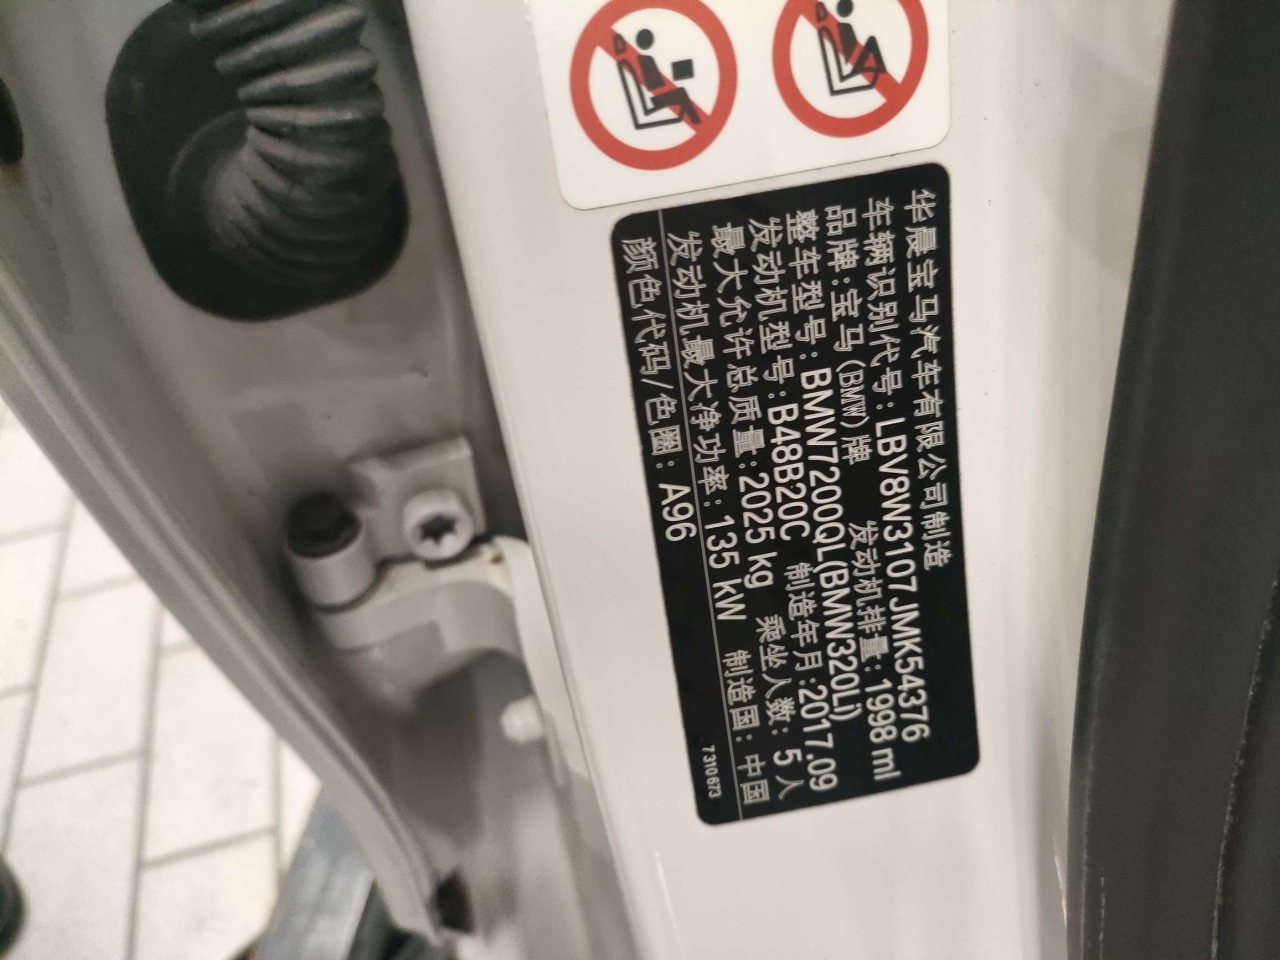 华晨宝马汽车有限公司制造
车辆识别代号:LBV8W3107JMK54376
品牌:宝马(BMW)牌 发动机排量:1998ml
整车型号:BMW7200QL(BMW320LI)
发动机型号:B48B20C 制造年月:2017.09
最大允许总质量:2025 kg 乘坐人数:5人
发动机最大净功率:135 kW 制造国:中国
颜色代码/色圈:A96
7310673